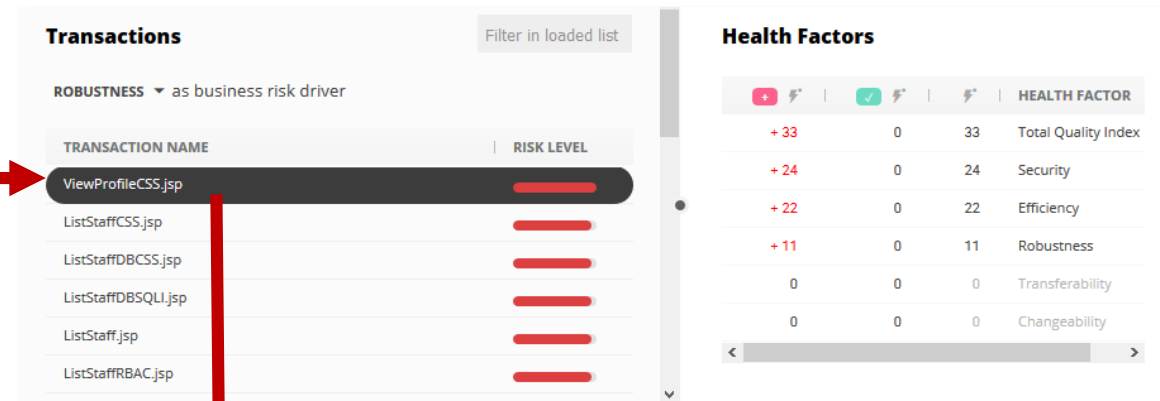 Transactions
Filter in loaded list
ROBUSTNESS as business risk driver
TRANSACTION NAME | RISK LEVEL
ViewProfileCSS.jsp
ListStaffCSS.jsp
ListStaffDBCSS.jsp
ListStaffDBSQLI.jsp
ListStaff.jsp
ListStaffRBAC.jsp
Health Factors
HEALTH FACTOR
+ 33 0 33 Total Quality Index
+ 24 0 24 Security
+ 22 0 22 Efficiency
+ 11 0 11 Robustness
0 0 0 Transferability
0 0 0 Changeability